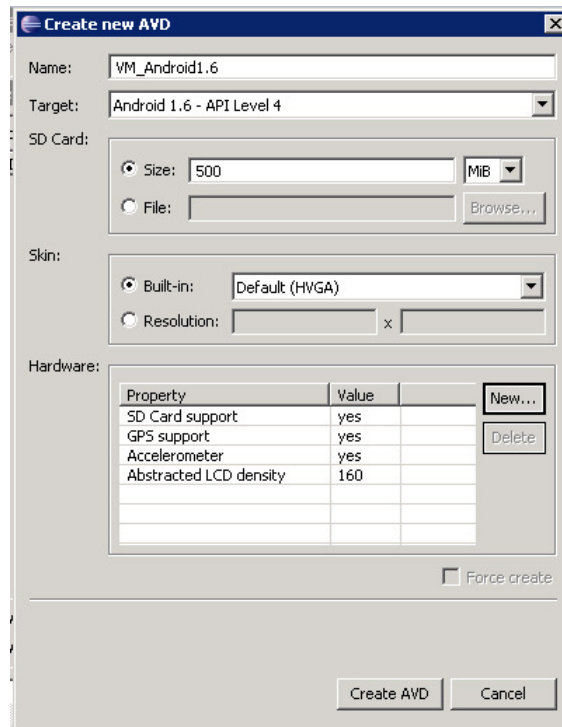 Create new AVD
Name: VM_Android1.6
Target: Android 1.6 - API Level 4
SD Card:
Size: 500 MiB
File: Browse...
Skin:
Built-in: Default (HVGA)
Resolution: x
Hardware:
Property Value New...
SD Card support yes
GPS support yes Delete
Accelerometer yes
Abstracted LCD density 160
Force create
Create AVD Cancel